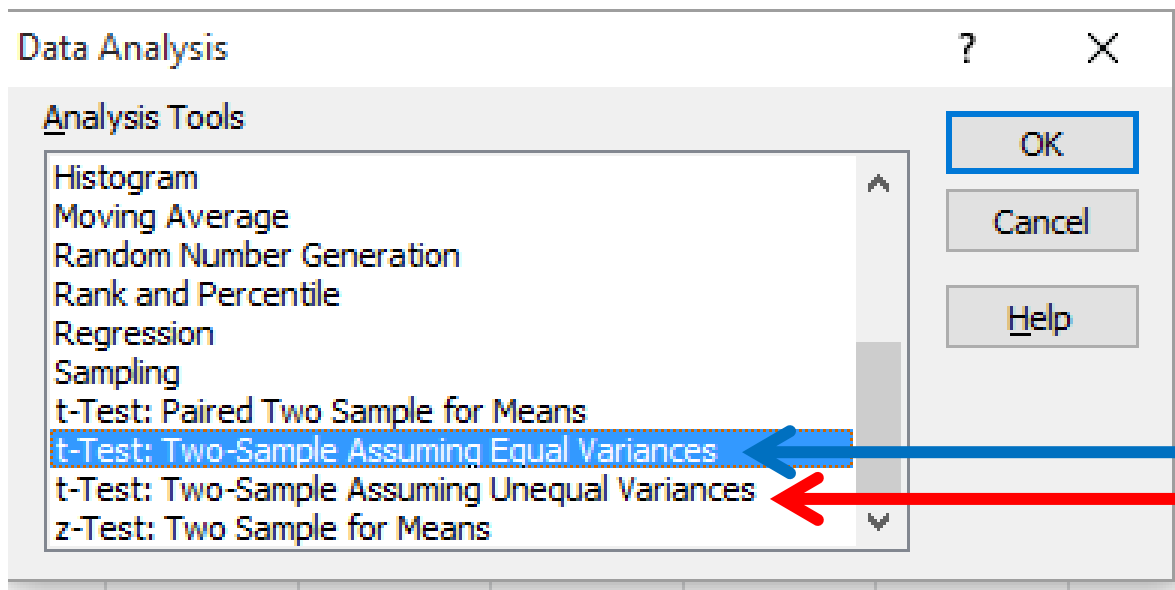 Data Analysis ?
Analysis Tools
OK
Cancel
Help
Histogram
Moving Average
Random Number Generation
Rank and Percentile
Regression
Sampling
t-Test: Paired Two Sample for Means
t-Test: Two-Sample Assuming Equal Variances
t-Test: Two-Sample Assuming Unequal Variances
z-Test: Two Sample for Means